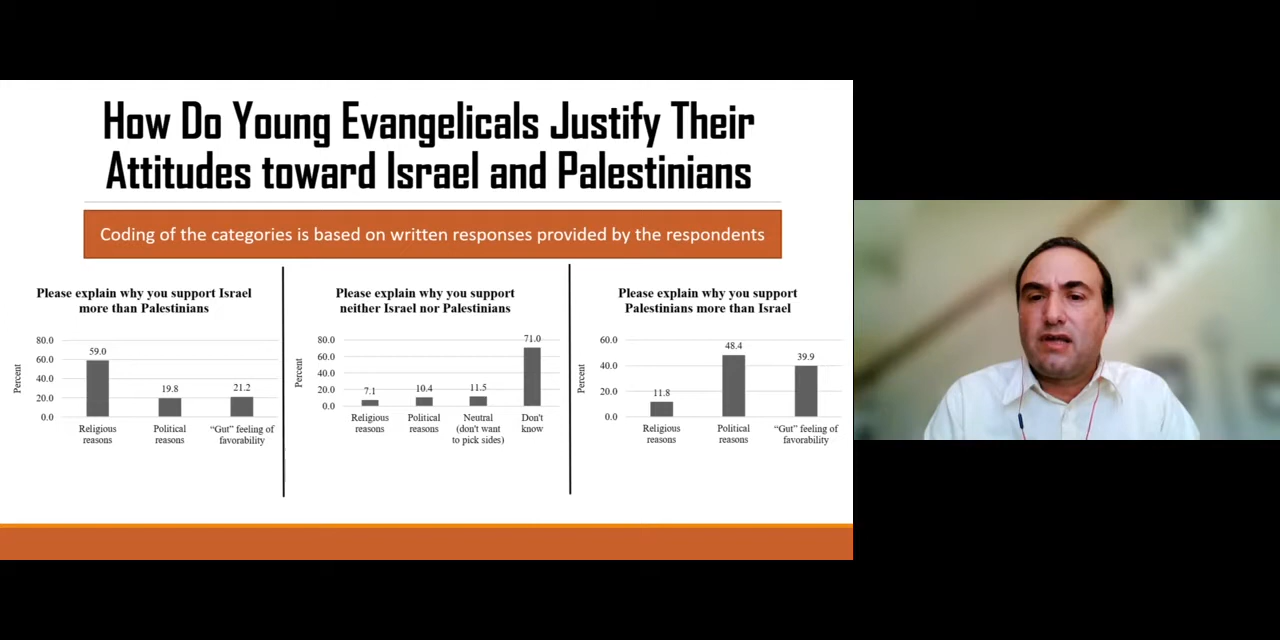 How Do Young Evangelicals Justify Their
Attitudes toward Israel and Palestinians
Coding of the categories is based on written responses provided by the respondents
Please explain why you support Israel
more than Palestinians
Percent
80.0
60.0
40.0
20.0
0.0
59.0
19.8
21.2
Religious
reasons
Political
reasons
“Gut” feeling of
favorability
Please explain why you support
neither Israel nor Palestinians
Percent
80.0
60.0
40.0
20.0
0.0
7.1
10.4
11.5
71.0
Religious
reasons
Political
reasons
Neutral
(don't want
to pick sides)
Don't
know
Please explain why you support
Palestinians more than Israel
Percent
60.0
40.0
20.0
0.0
11.8
48.4
39.9
Religious
reasons
Political
reasons
“Gut” feeling of
favorability